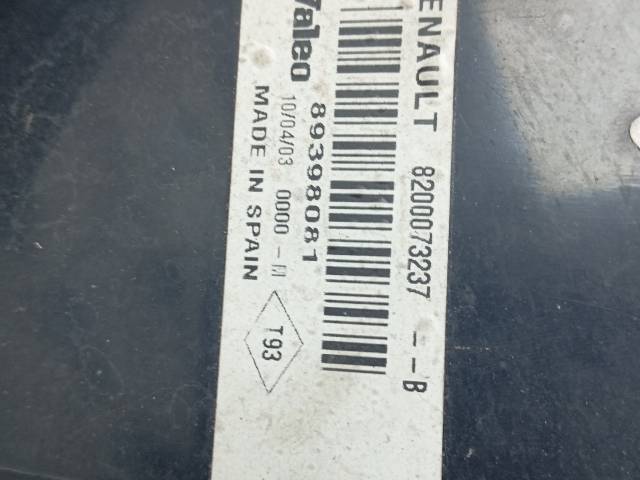 ENAULT 8200073237 -- B
Valeo 89398081
10/04/03 0000 - M
MADE IN SPAIN
T93